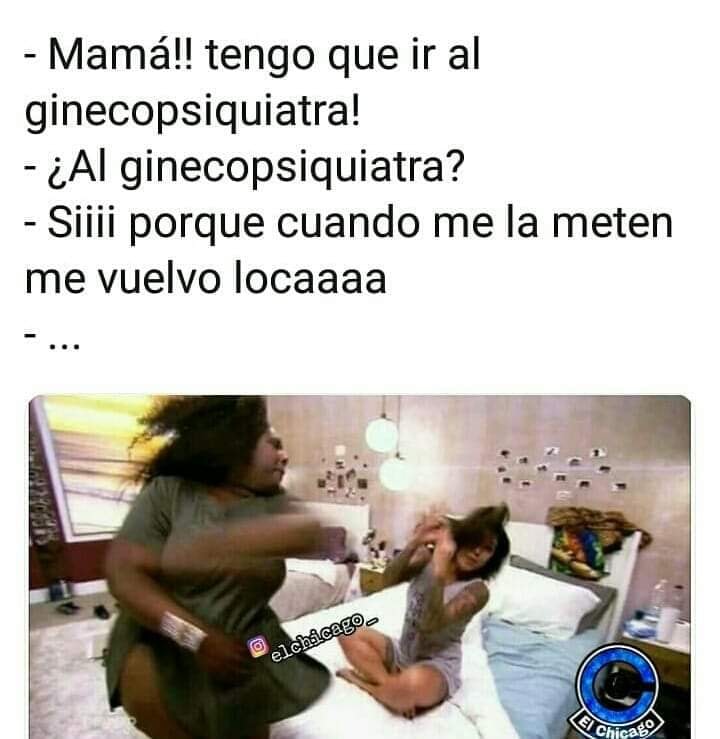 - Mamá!! tengo que ir al
ginecopsiquiatra!
- ¿Al ginecopsiquiatra?
- Siiii porque cuando me la meten
me vuelvo locaaaa
- ...
elchicago_
El Chicago